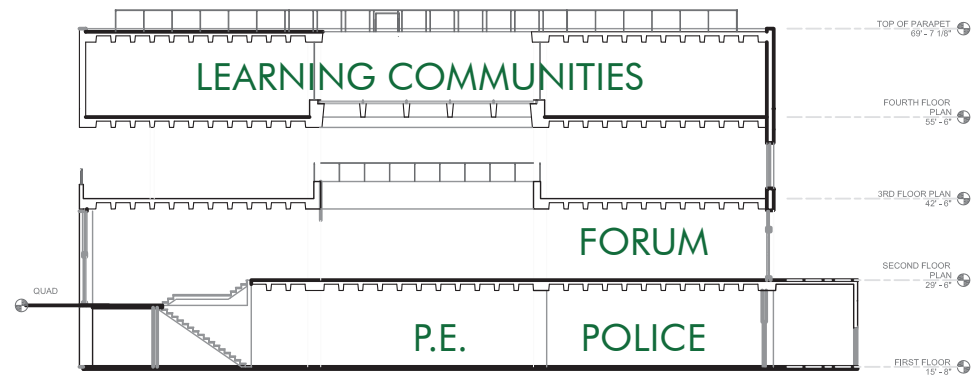 TOP OF PARAPET
69' - 7 1/8"
LEARNING COMMUNITIES
FOURTH FLOOR
PLAN
55' - 6"
3RD FLOOR PLAN
42' - 6"
FORUM
SECOND FLOOR
PLAN
29' - 6"
QUAD
P.E.
POLICE
FIRST FLOOR
15' - 8"